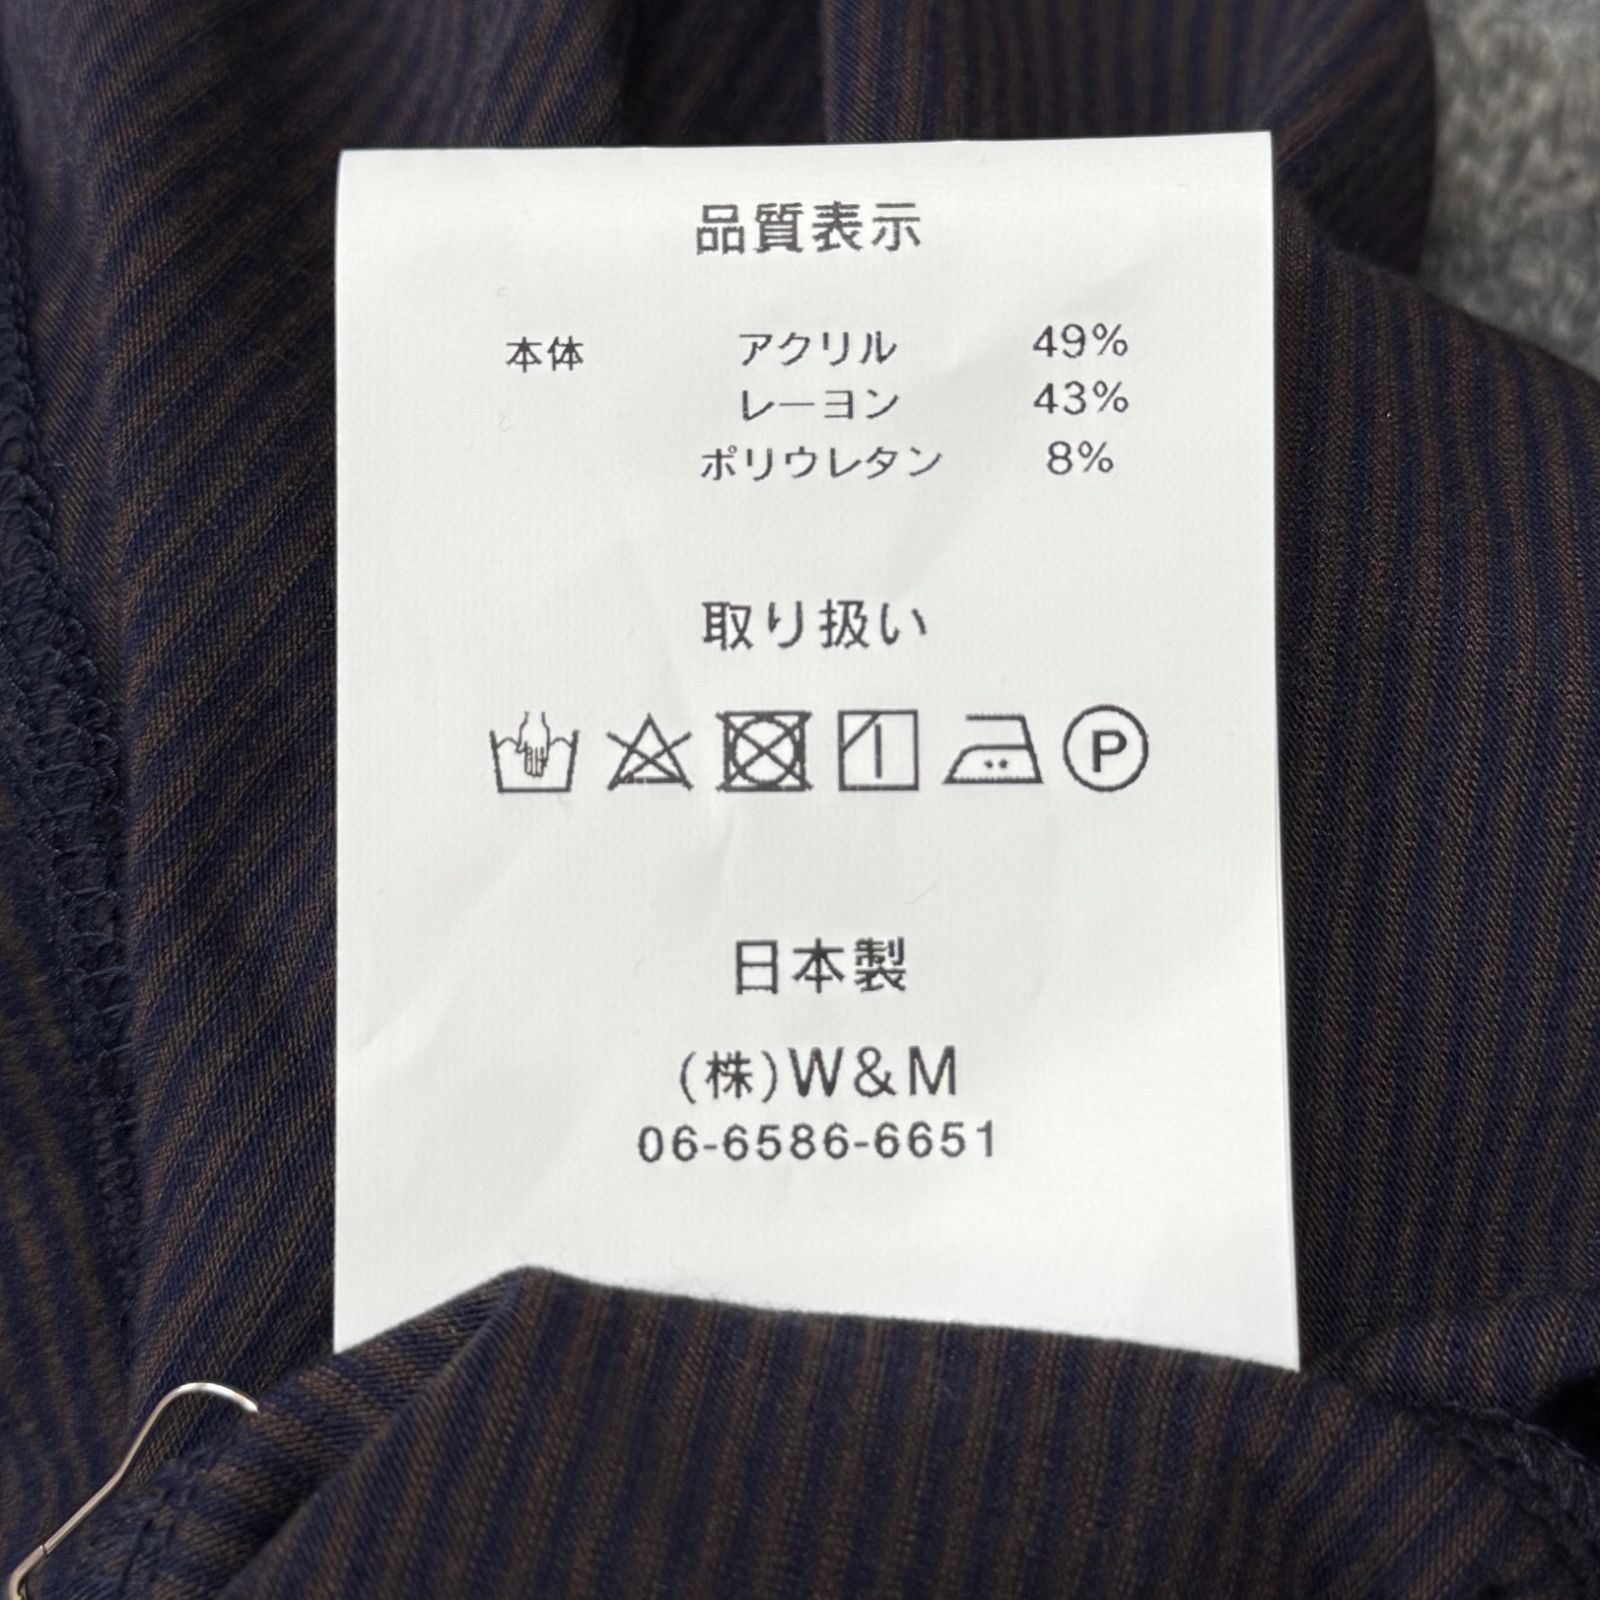 品質表示
本体 アクリル 49%
レーヨン 43%
ポリウレタン 8%
取り扱い
P
日本製
(株)W&M
06-6586-6651